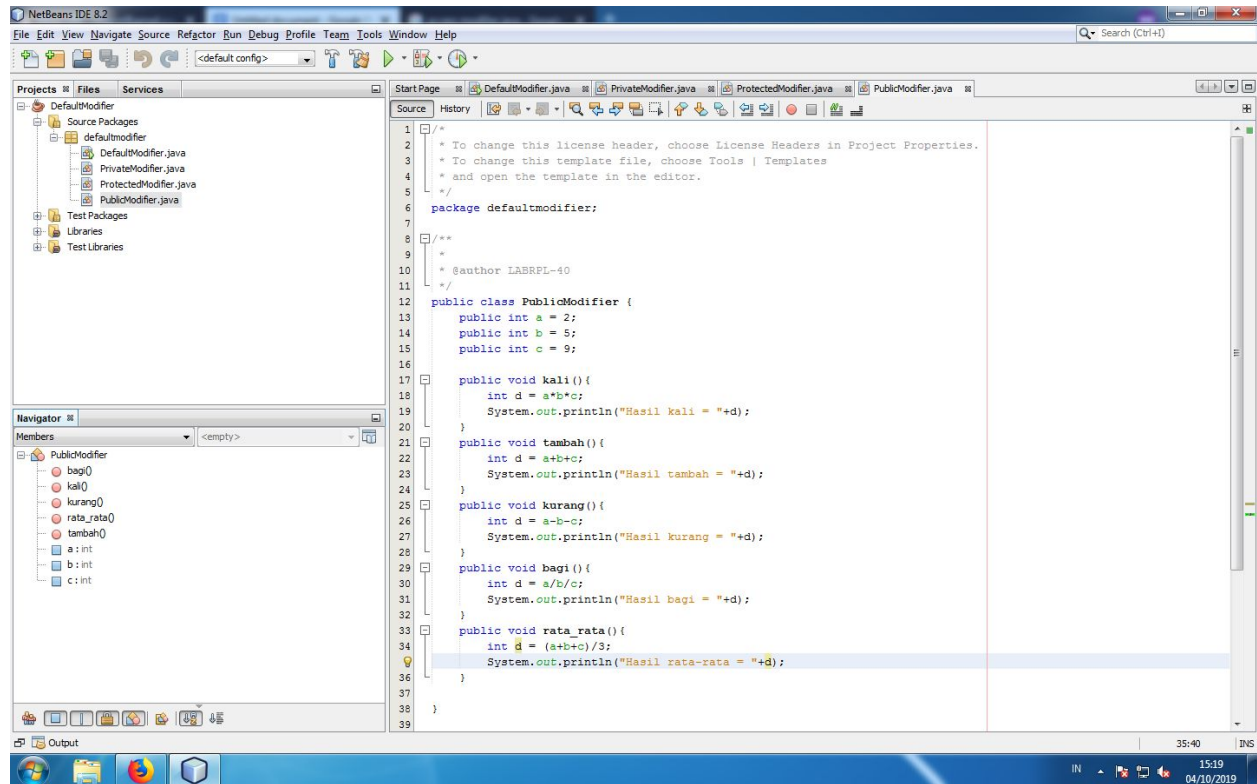 NetBeans IDE 8.2
File Edit View Navigate Source Refactor Run Debug Profile Team Tools Window Help
Search (Ctrl+I)
<default config>
Projects Files Services
DefaultModifier
Source Packages
defaultmodifier
DefaultModifier.java
PrivateModifier.java
ProtectedModifier.java
PublicModifier.java
Test Packages
Libraries
Test Libraries
Navigator
Members <empty>
PublicModifier
bagi()
kali()
kurang()
rata_rata()
tambah()
a : int
b : int
c : int
Start Page DefaultModifier.java PrivateModifier.java ProtectedModifier.java PublicModifier.java
Source History
1 /*
2 * To change this license header, choose License Headers in Project Properties.
3 * To change this template file, choose Tools | Templates
4 * and open the template in the editor.
5 */
6 package defaultmodifier;
7
8 /**
9 *
10 * @author LABRPL-40
11 */
12 public class PublicModifier {
13 public int a = 2;
14 public int b = 5;
15 public int c = 9;
16
17 public void kali(){
18 int d = a*b*c;
19 System.out.println("Hasil kali = "+d);
20 }
21 public void tambah(){
22 int d = a+b+c;
23 System.out.println("Hasil tambah = "+d);
24 }
25 public void kurang(){
26 int d = a-b-c;
27 System.out.println("Hasil kurang = "+d);
28 }
29 public void bagi(){
30 int d = a/b/c;
31 System.out.println("Hasil bagi = "+d);
32 }
33 public void rata_rata(){
34 int d = (a+b+c)/3;
System.out.println("Hasil rata-rata = "+d);
36 }
37
38 }
39
Output
35:40 INS
IN 15:19
04/10/2019